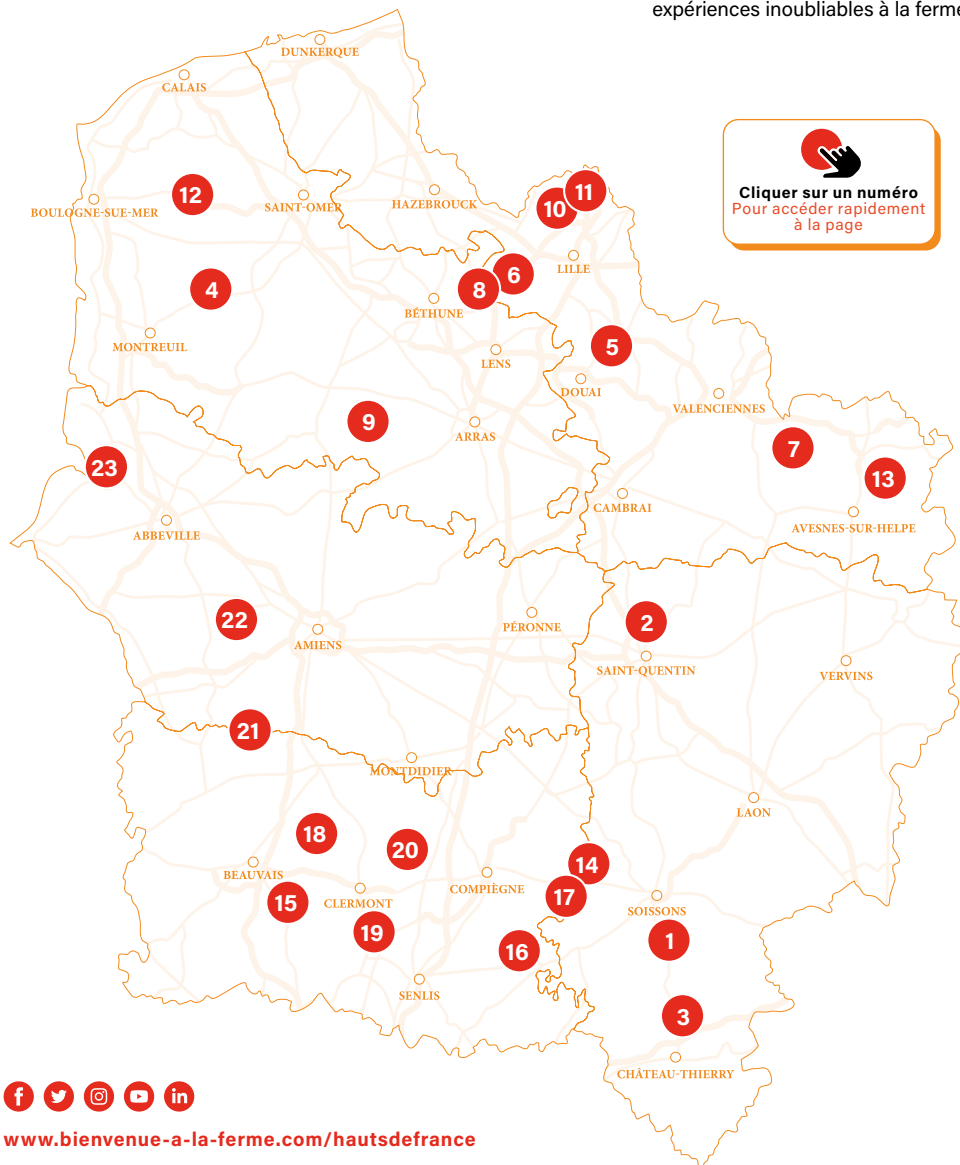 expériences inoubliables à la ferme
DUNKERQUE
CALAIS
Cliquer sur un numéro
Pour accéder rapidement
à la page
12
11
10
BOULOGNE-SUE-MER
SAINT-OMER
HAZEBROUCK
LILLE
6
8
4
BÉTHUNE
MONTREUIL
5
LENS
DOUAI
VALENCIENNES
9
ARRAS
7
23
13
CAMBRAI
AVESNES-SUR-HELPE
ABBEVILLE
22
2
PÉRONNE
AMIENS
SAINT-QUENTIN
VERVINS
21
MONTDIDIER
LAON
18
20
14
BEAUVAIS
COMPIÈGNE
17
15
CLERMONT
SOISSONS
19
1
16
SENLIS
3
CHÂTEAU-THIERRY
f
in
www.bienvenue-a-la-ferme.com/hautsdefrance